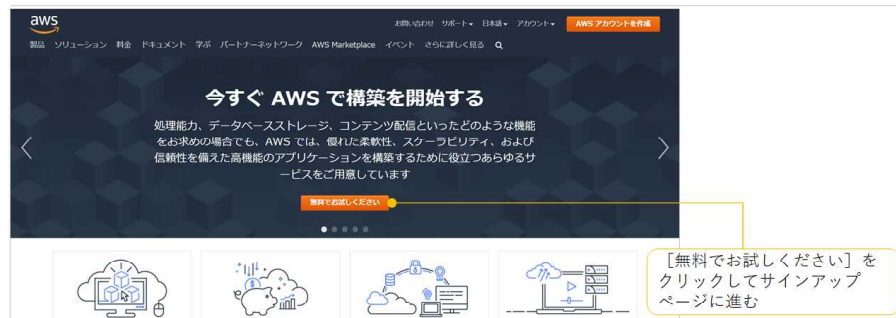 aws
お問い合わせ サポート 日本語 アカウント AWS アカウントを作成
製品 ソリューション 料金 ドキュメント 学ぶ パートナーネットワーク AWS Marketplace イベント さらに詳しく見る
今すぐ AWS で構築を開始する
処理能力、データベースストレージ、コンテンツ配信といったどのような機能
をお求めの場合でも、AWS では、優れた柔軟性、スケーラビリティ、および
信頼性を備えた高機能のアプリケーションを構築するために役立つあらゆるサ
ービスをご用意しています
無料でお試しください
[無料でお試しください]を
クリックしてサインアップ
ページに進む